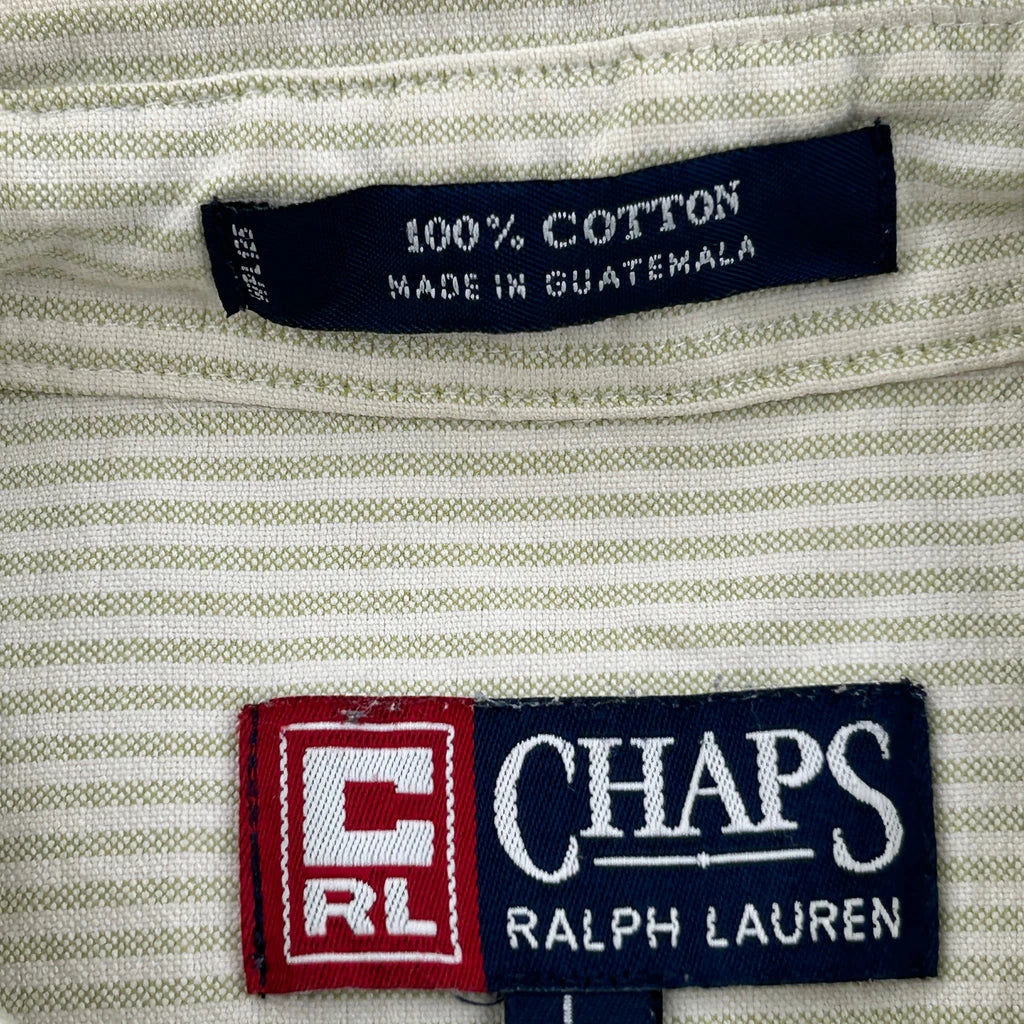 100% COTTON
MADE IN GUATEMALA
C
RL
CHAPS
RALPH LAUREN